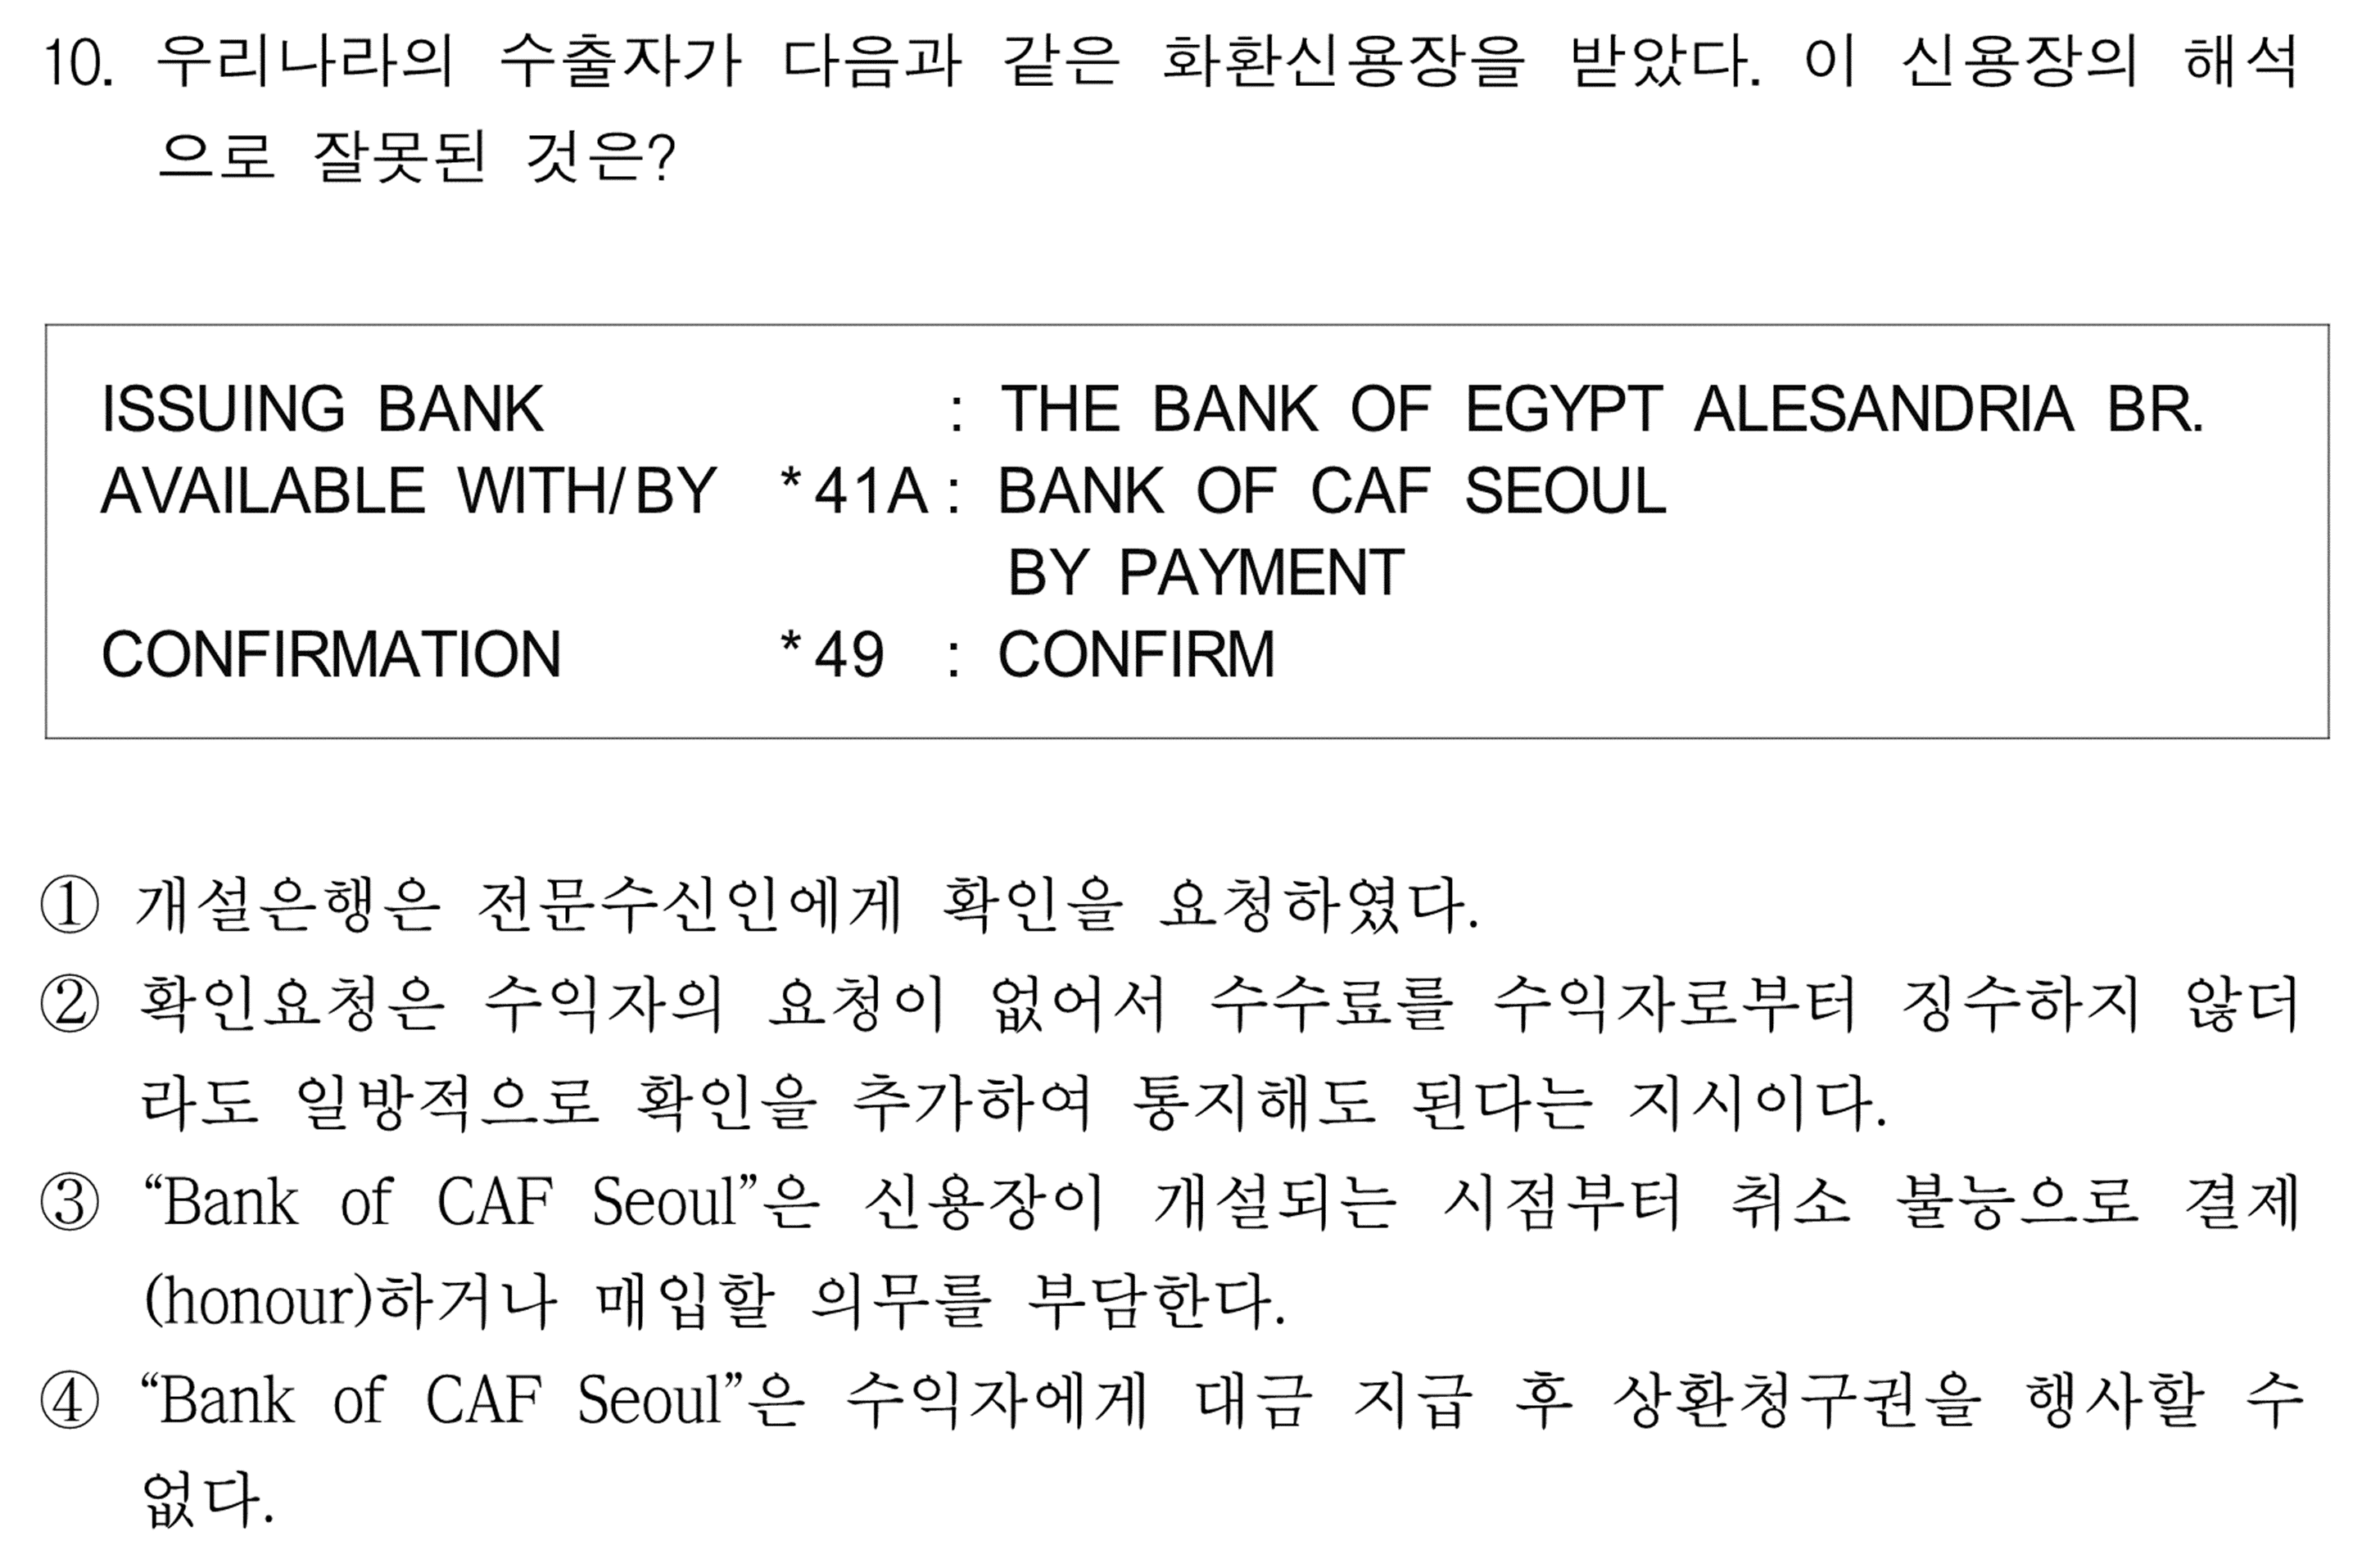 10. 우리나라의 수출자가 다음과 같은 화환신용장을 받았다. 이 신용장의 해석
으로 잘못된 것은?
ISSUING BANK : THE BANK OF EGYPT ALESANDRIA BR.
AVAILABLE WITH/BY *41A : BANK OF CAF SEOUL
BY PAYMENT
CONFIRMATION *49 : CONFIRM
① 개설은행은 전문수신인에게 확인을 요청하였다.
② 확인요청은 수익자의 요청이 없어서 수수료를 수익자로부터 징수하지 않더
라도 일방적으로 확인을 추가하여 통지해도 된다는 지시이다.
③ “Bank of CAF Seoul”은 신용장이 개설되는 시점부터 취소 불능으로 결제
(honour)하거나 매입할 의무를 부담한다.
④ “Bank of CAF Seoul”은 수익자에게 대금 지급 후 상환청구권을 행사할 수
없다.